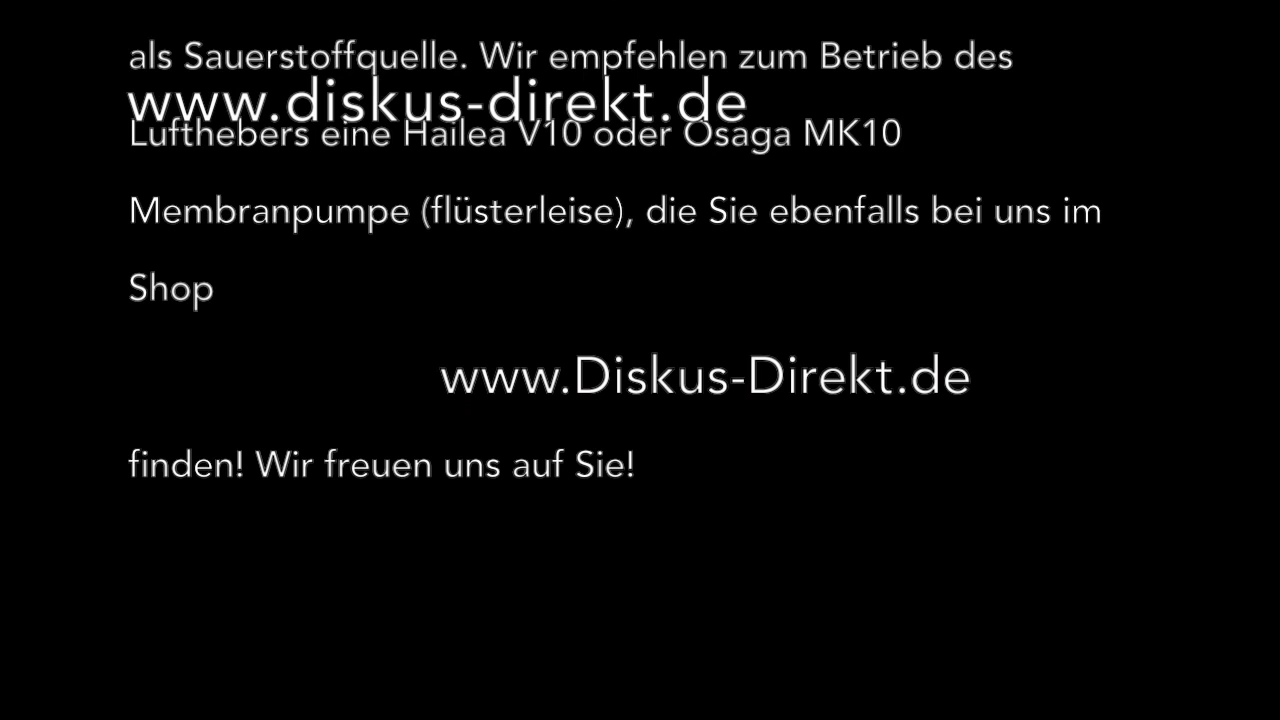 als Sauerstoffquelle. Wir empfehlen zum Betrieb des
www.diskus-direkt.de
Lufthebers eine Hailea V10 oder Osaga MK10
Membranpumpe (flüsterleise), die Sie ebenfalls bei uns im
Shop
www.Diskus-Direkt.de
finden! Wir freuen uns auf Sie!